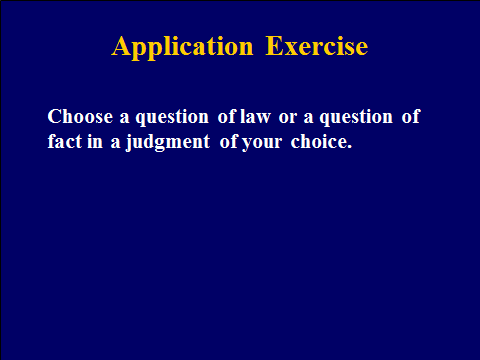 Application Exercise
Choose a question of law or a question of
fact in a judgment of your choice.